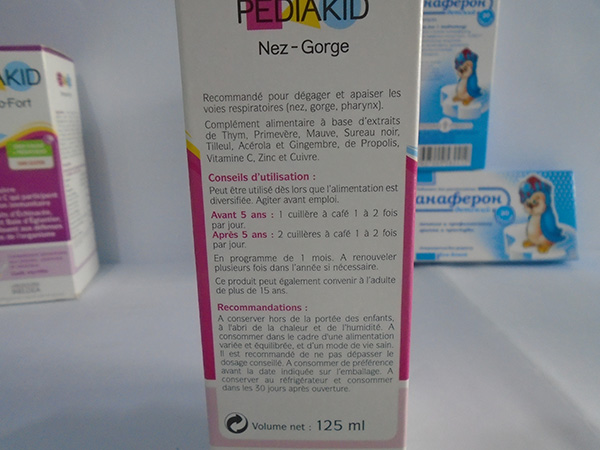 PEDIAKID
Nez - Gorge
Recommandé pour dégager et apaiser les
voies respiratoires (nez, gorge, pharynx).
Complément alimentaire à base d'extraits
de Thym, Primevère, Mauve, Sureau noir,
Tilleul, Acérola et Gingembre, de Propolis,
Vitamine C, Zinc et Cuivre.
Conseils d'utilisation :
Peut être utilisé dès lors que l'alimentation est
diversifiée. Agiter avant emploi.
Avant 5 ans : 1 cuillère à café 1 à 2 fois
par jour.
Après 5 ans : 2 cuillères à café 1 à 2 fois
par jour.
En programme de 1 mois. A renouveler
plusieurs fois dans l'année si nécessaire.
Ce produit peut également convenir à l'adulte
de plus de 15 ans.
Recommandations :
A conserver hors de la portée des enfants,
à l'abri de la chaleur et de l'humidité. A
consommer dans le cadre d'une alimentation
variée et équilibrée, et d'un mode de vie sain.
Il est recommandé de ne pas dépasser le
dosage conseillé. A consommer de préférence
avant la date indiquée sur l'emballage. A
conserver au réfrigérateur et consommer
dans les 30 jours après ouverture.
Volume net : 125 ml
AKID
o-Fort
анаферон
детский
анаферон
детский